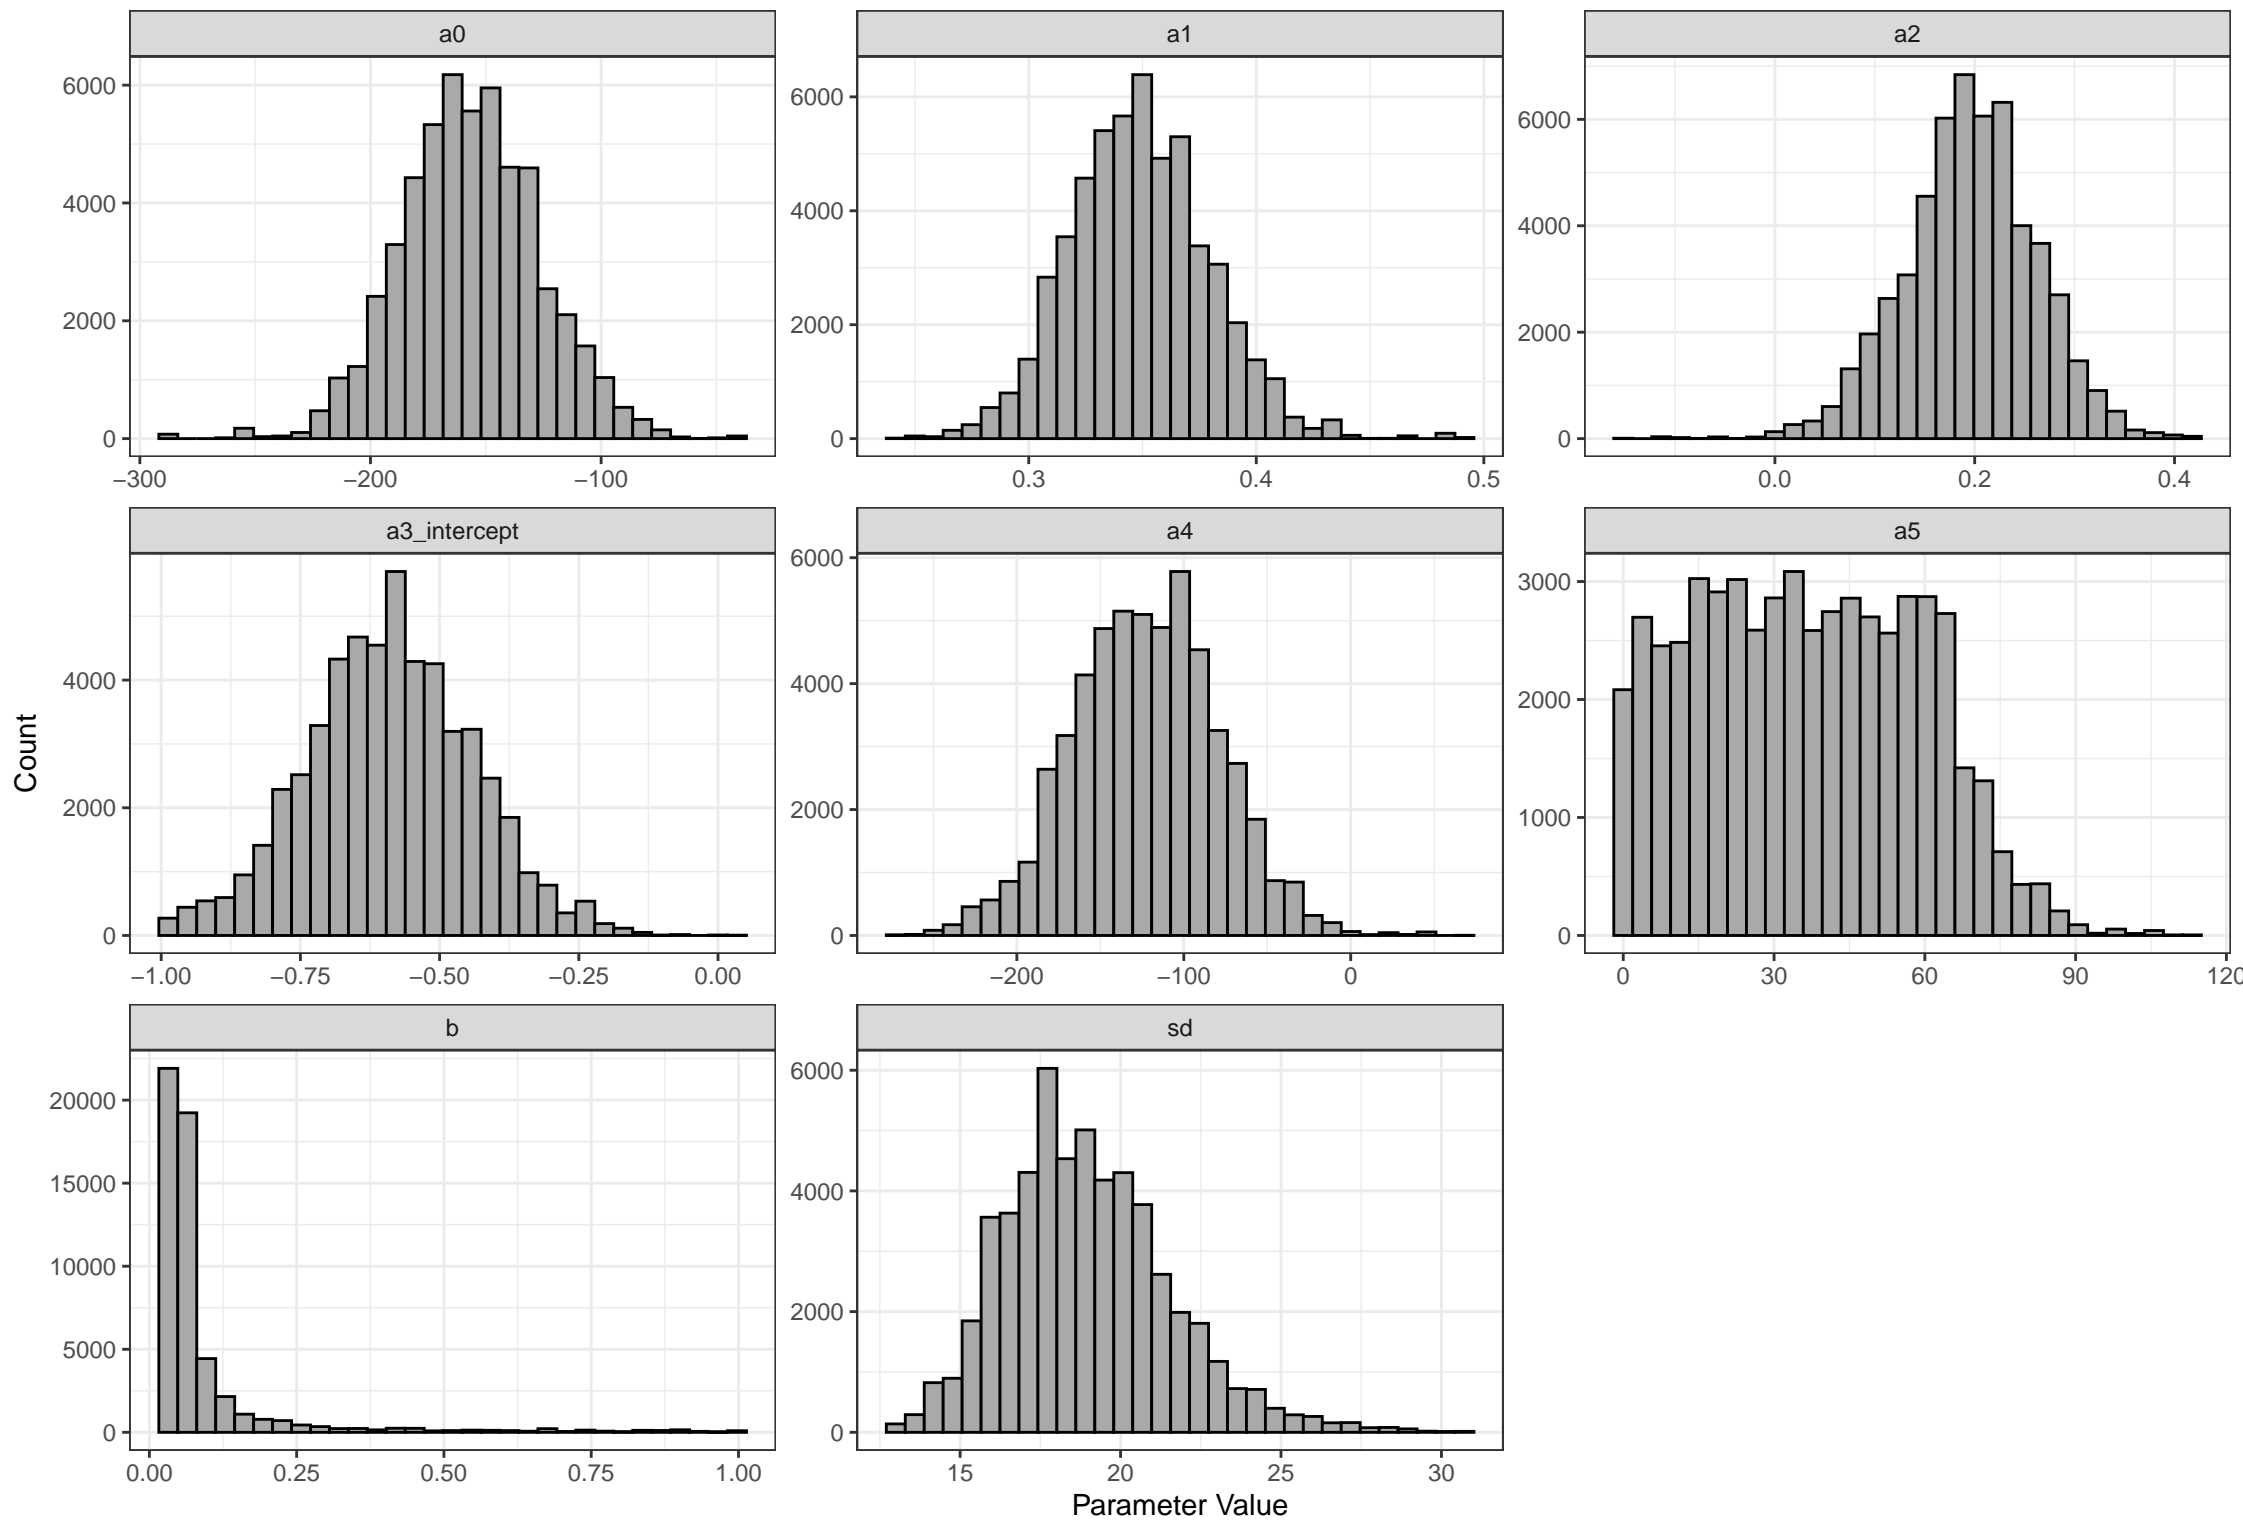 a0 a1 a2
6000 6000 6000
4000 4000 4000
2000 2000 2000
0 0 0
−300 −200 −100 0.3 0.4 0.5 0.0 0.2 0.4
a3_intercept a4 a5
4000 6000 3000
2000 4000 2000
0 2000 1000
0 0
−1.00 −0.75 −0.50 −0.25 0.00 −200 −100 0 0 30 60 90 120
Count
b sd
20000 6000
15000 4000
10000 2000
5000 0
0
0.00 0.25 0.50 0.75 1.00 15 20 25 30
Parameter Value